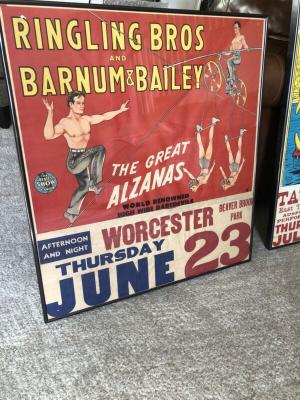 RINGLING BROS
AND
BARNUM & BAILEY
THE GREAT
ALZANAS
WORLD RENOWNED
HIGH WIRE DAREDEVILS
AFTERNOON
AND NIGHT
WORCESTER
BEAVER BROOK
PARK
THURSDAY
JUNE 23